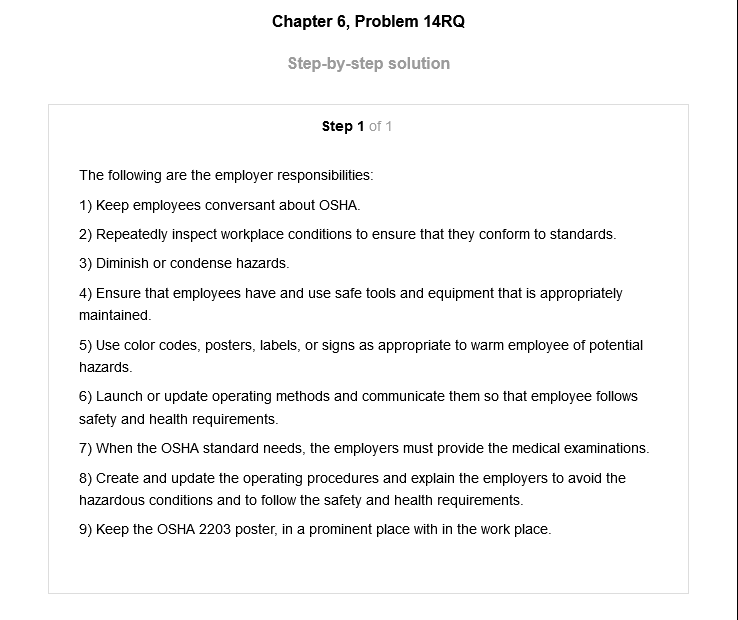 Chapter 6, Problem 14RQ
Step-by-step solution
Step 1 of 1
The following are the employer responsibilities:
1) Keep employees conversant about OSHA.
2) Repeatedly inspect workplace conditions to ensure that they conform to standards.
3) Diminish or condense hazards.
4) Ensure that employees have and use safe tools and equipment that is appropriately
maintained.
5) Use color codes, posters, labels, or signs as appropriate to warm employee of potential
hazards.
6) Launch or update operating methods and communicate them so that employee follows
safety and health requirements.
7) When the OSHA standard needs, the employers must provide the medical examinations.
8) Create and update the operating procedures and explain the employers to avoid the
hazardous conditions and to follow the safety and health requirements.
9) Keep the OSHA 2203 poster, in a prominent place with in the work place.